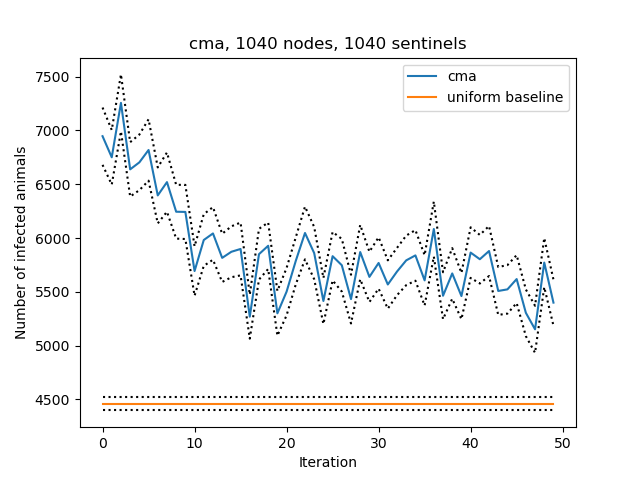 cma, 1040 nodes, 1040 sentinels
cma
uniform baseline
Number of infected animals
7500
7000
6500
6000
5500
5000
4500
0 10 20 30 40 50
Iteration